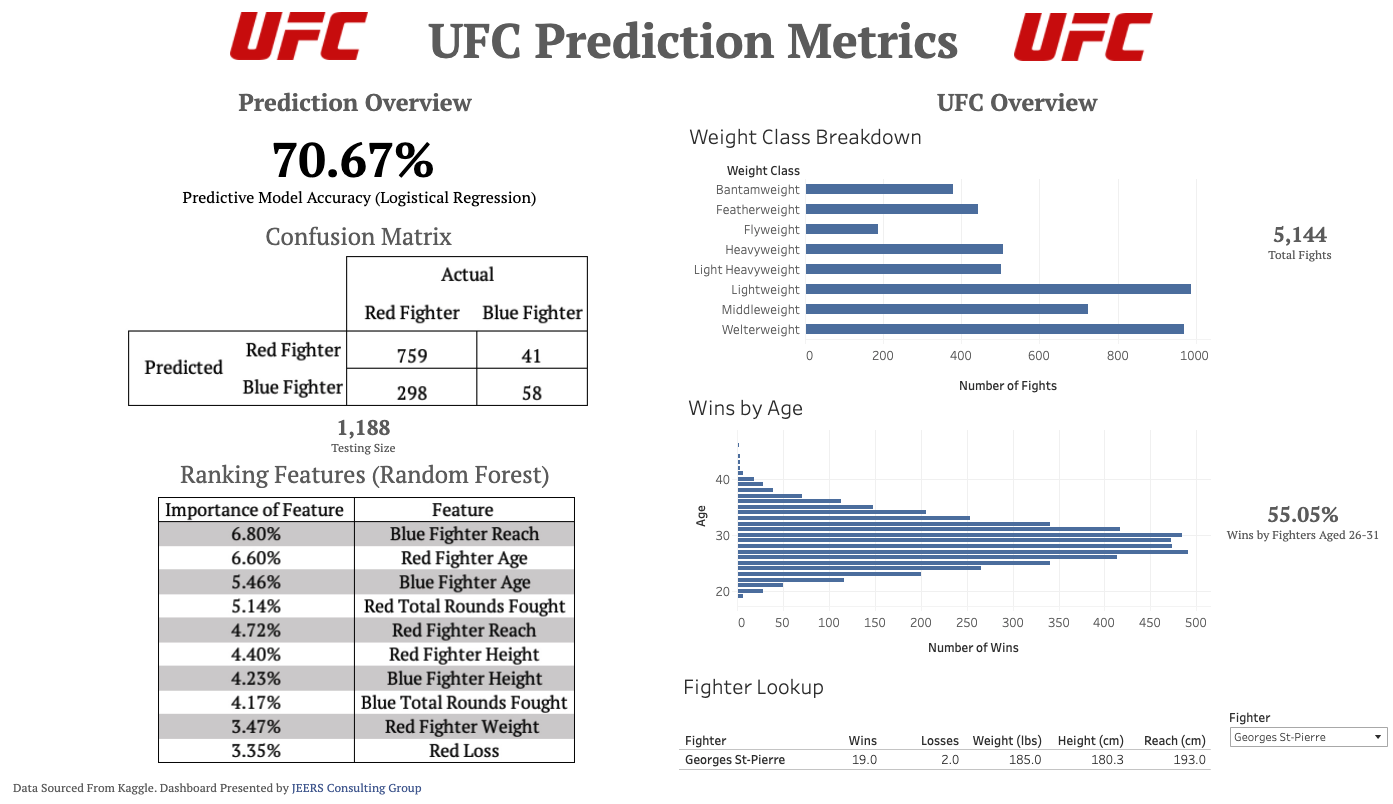 UFC UFC Prediction Metrics UFC
Prediction Overview
70.67%
Predictive Model Accuracy (Logistical Regression)
Confusion Matrix
Actual
Red Fighter Blue Fighter
Predicted
Red Fighter 759 41
Blue Fighter 298 58
1,188
Testing Size
Ranking Features (Random Forest)
Importance of Feature Feature
6.80% Blue Fighter Reach
6.60% Red Fighter Age
5.46% Blue Fighter Age
5.14% Red Total Rounds Fought
4.72% Red Fighter Reach
4.40% Red Fighter Height
4.23% Blue Fighter Height
4.17% Blue Total Rounds Fought
3.47% Red Fighter Weight
3.35% Red Loss
UFC Overview
Weight Class Breakdown
Weight Class
Bantamweight
Featherweight
Flyweight
Heavyweight
Light Heavyweight
Lightweight
Middleweight
Welterweight
0 200 400 600 800 1000
Number of Fights
5,144
Total Fights
Wins by Age
Age
40
30
20
0 50 100 150 200 250 300 350 400 450 500
Number of Wins
55.05%
Wins by Fighters Aged 26-31
Fighter Lookup
Fighter Wins Losses Weight (lbs) Height (cm) Reach (cm)
Georges St-Pierre 19.0 2.0 185.0 180.3 193.0
Fighter
Georges St-Pierre
Data Sourced From Kaggle. Dashboard Presented by JEERS Consulting Group